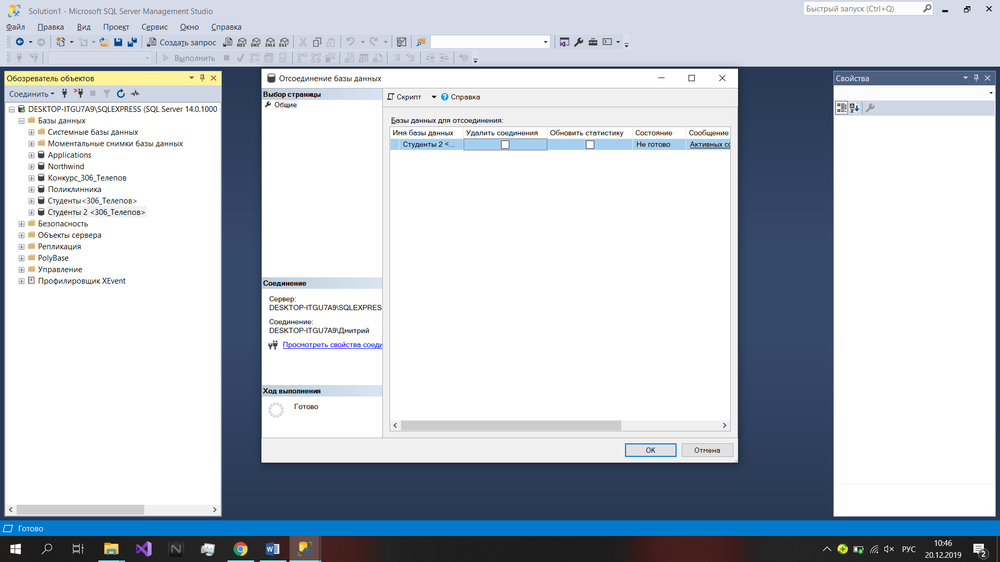 Solution1 - Microsoft SQL Server Management Studio
Быстрый запуск (Ctrl+Q)
Файл Правка Вид Проект Сервис Окно Справка
Создать запрос MDX DMX XMLA DAX
Выполнить
Обозреватель объектов
Соединить
DESKTOP-ITGU7A9\SQLEXPRESS (SQL Server 14.0.1000 -
Базы данных
Системные базы данных
Моментальные снимки базы данных
Applications
Northwind
Конкурс_306_Телепов
Поликлинника
Студенты<306_Телепов>
Студенты 2 <306_Телепов>
Безопасность
Объекты сервера
Репликация
PolyBase
Управление
Профилировщик XEvent
Отсоединение базы данных
Выбор страницы
Общие
Соединение
Сервер:
DESKTOP-ITGU7A9\SQLEXPRES
Соединение:
DESKTOP-ITGU7A9\Дмитрий
Просмотреть свойства соеди
Ход выполнения
Готово
Скрипт Справка
Базы данных для отсоединения:
Имя базы данных Удалить соединения Обновить статистику Состояние Сообщение
Студенты 2 <... Не готово Активных со
OK Отмена
Свойства
Готово
РУС
10:46
20.12.2019
2